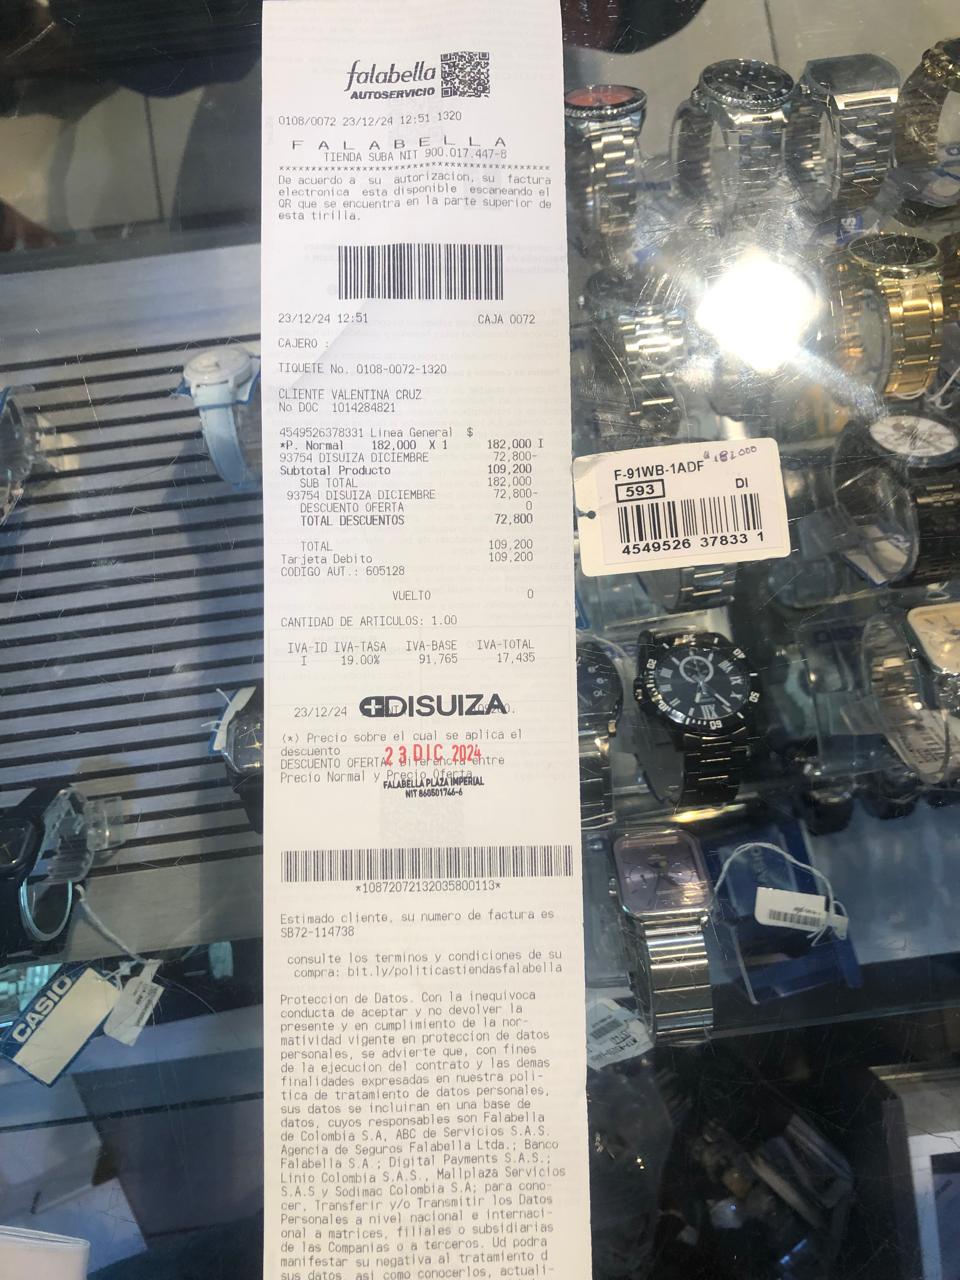 falabella
AUTOSERVICIO
0108/0072 23/12/24 12:51 1320
F A L A B E L L A
TIENDA SUBA NIT 900.017.447-8
De acuerdo a su autorizacion, su factura
electronica esta disponible escaneando el
QR que se encuentra en la parte superior de
esta tirilla.
23/12/24 12:51 CAJA 0072
CAJERO :
TIQUETE No. 0108-0072-1320
CLIENTE VALENTINA CRUZ
No DOC 1014284821
4549526378331 Linea General $
*P. Normal 182,000 X 1 182,000 I
93754 DISUIZA DICIEMBRE 72,800-
Subtotal Producto 109,200
SUB TOTAL 182,000
93754 DISUIZA DICIEMBRE 72,800-
DESCUENTO OFERTA 0
TOTAL DESCUENTOS 72,800
TOTAL 109,200
Tarjeta Debito 109,200
CODIGO AUT.: 605128
VUELTO 0
CANTIDAD DE ARTICULOS: 1.00
IVA-ID IVA-TASA IVA-BASE IVA-TOTAL
I 19.00% 91,765 17,435
23/12/24
DISUIZA
(*) Precio sobre el cual se aplica el
descuento
23 DIC 2024
DESCUENTO OFERTA: Diferencia entre
Precio Normal y Precio Oferta
FALABELLA PLAZA IMPERIAL
NIT 860501746-6
*10872072132035800113*
Estimado cliente, su numero de factura es
SB72-114738
consulte los terminos y condiciones de su
compra: bit.ly/politicastiendasfalabella
Proteccion de Datos. Con la inequivoca
conducta de aceptar y no devolver la
presente y en cumplimiento de la nor-
matividad vigente en proteccion de datos
personales, se advierte que, con fines
de la ejecucion del contrato y las demas
finalidades expresadas en nuestra poli-
tica de tratamiento de datos personales,
sus datos se incluiran en una base de
datos, cuyos responsables son Falabella
de Colombia S.A, ABC de Servicios S.A.S.
Agencia de Seguros Falabella Ltda.; Banco
Falabella S.A.; Digital Payments S.A.S.;
Linio Colombia S.A.S., Mallplaza Servicios
S.A.S y Sodimac Colombia S.A; para cono-
cer, Transferir y/o Transmitir los Datos
Personales a nivel nacional e internaci-
onal a matrices, filiales o subsidiarias
de las Companias o a terceros. Ud podra
manifestar su negativa al tratamiento d
sus datos, asi como conocerlos, actuali-
$ 182000
F-91WB-1ADF
593 DI
4549526 37833 1
CASIO